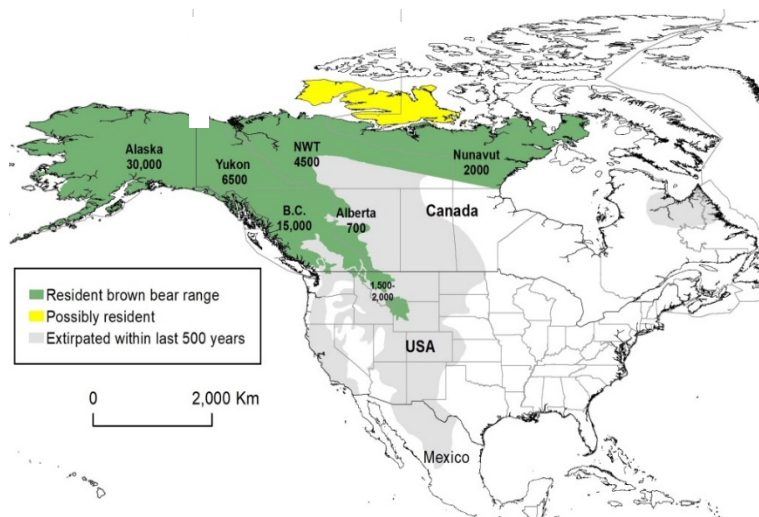 Alaska
30,000
Yukon
6500
NWT
4500
Nunavut
2000
B.C.
15,000
Alberta
700
Canada
1,500-
2,000
USA
Mexico
Resident brown bear range
Possibly resident
Extirpated within last 500 years
0 2,000 Km